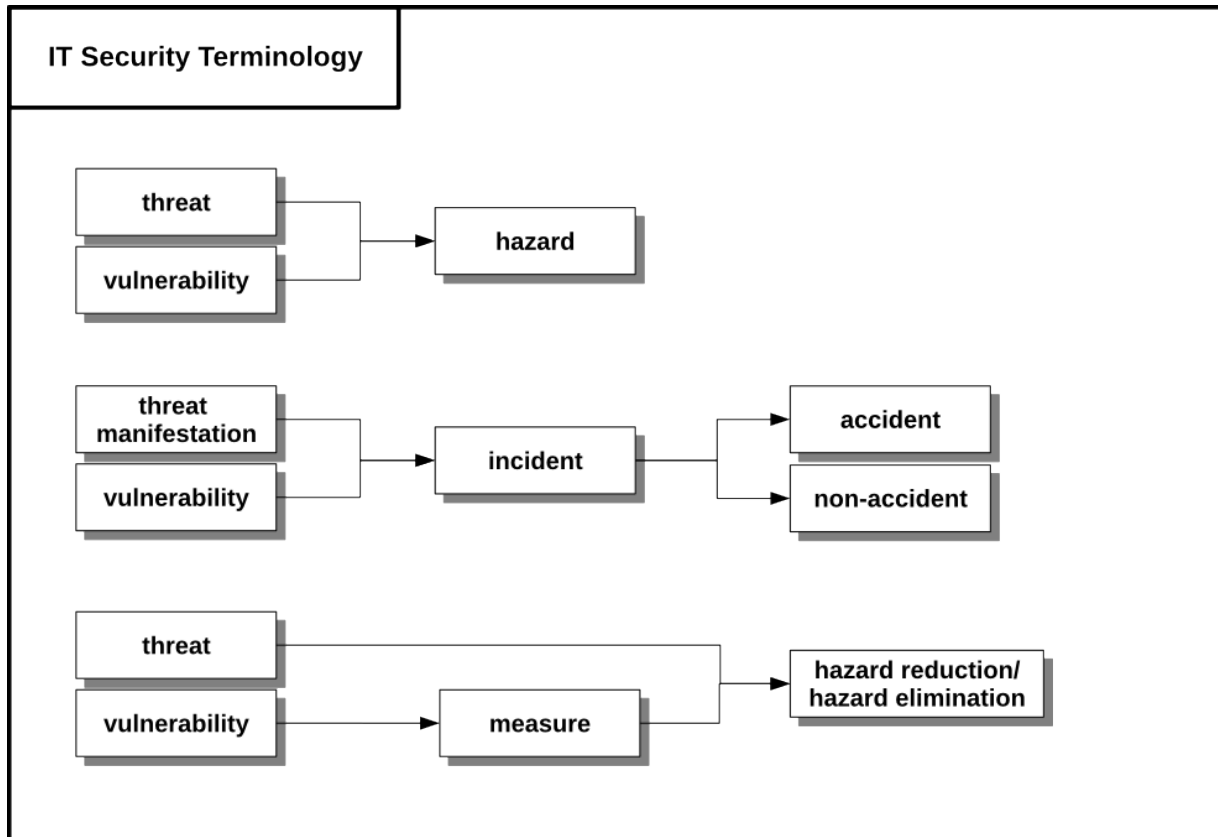 IT Security Terminology
threat
vulnerability
hazard
threat
manifestation
vulnerability
incident
accident
non-accident
threat
vulnerability
measure
hazard reduction/
hazard elimination